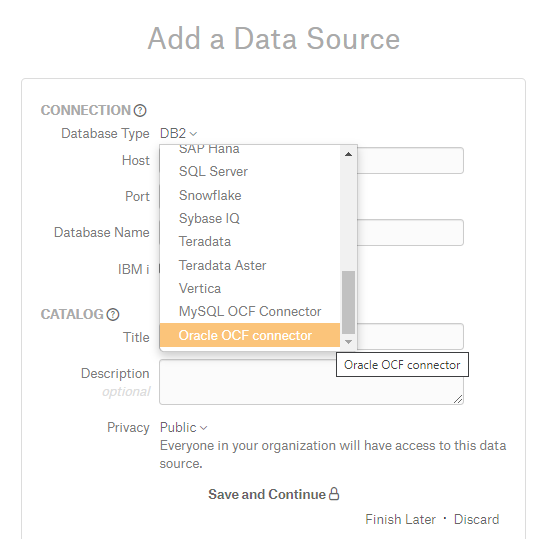 Add a Data Source
CONNECTION ?
Database Type DB2
Host
SAP Hana
SQL Server
Port
Snowflake
Sybase IQ
Database Name
Teradata
IBM i
Teradata Aster
Vertica
CATALOG ?
MySQL OCF Connector
Title
Oracle OCF connector
Oracle OCF connector
Description
optional
Privacy Public
Everyone in your organization will have access to this data
source.
Save and Continue
Finish Later · Discard